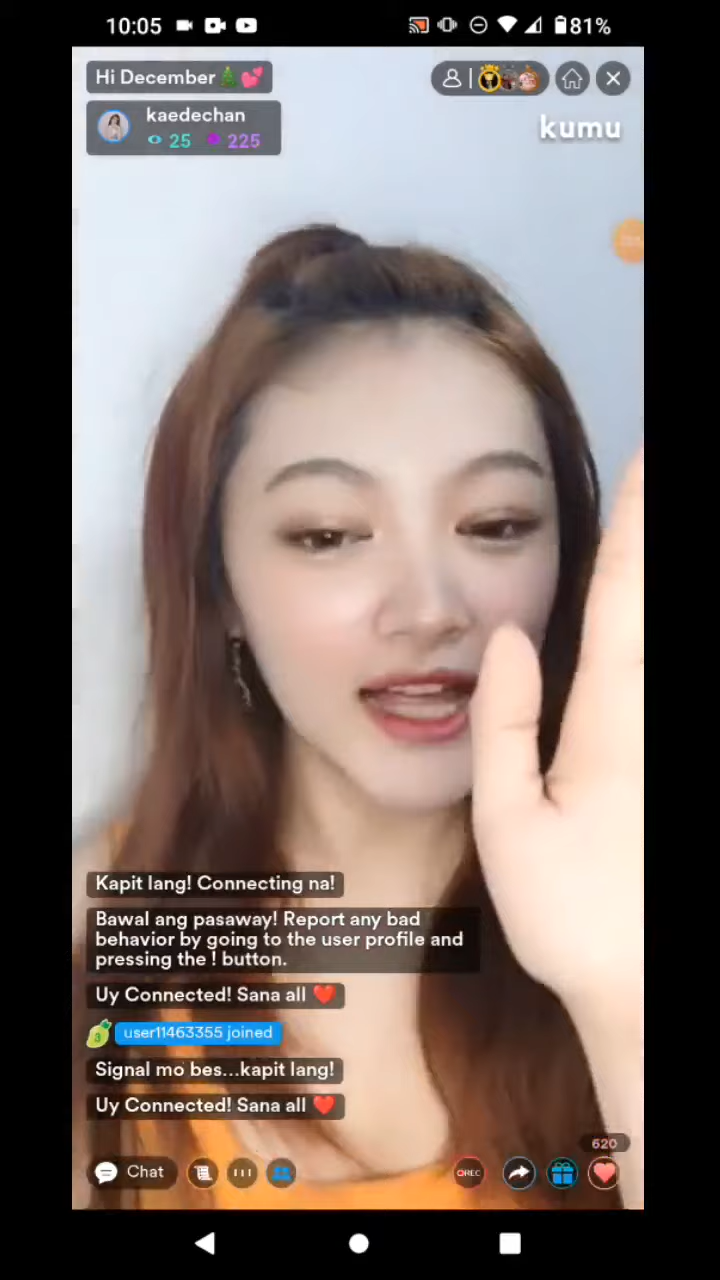 10:05
81%
Hi December🎄💕
kaedechan
25 225
kumu
Kapit lang! Connecting na!
Bawal ang pasaway! Report any bad
behavior by going to the user profile and
pressing the ! button.
Uy Connected! Sana all ❤️
3 user11463355 joined
Signal mo bes...kapit lang!
Uy Connected! Sana all ❤️
620
Chat
REC